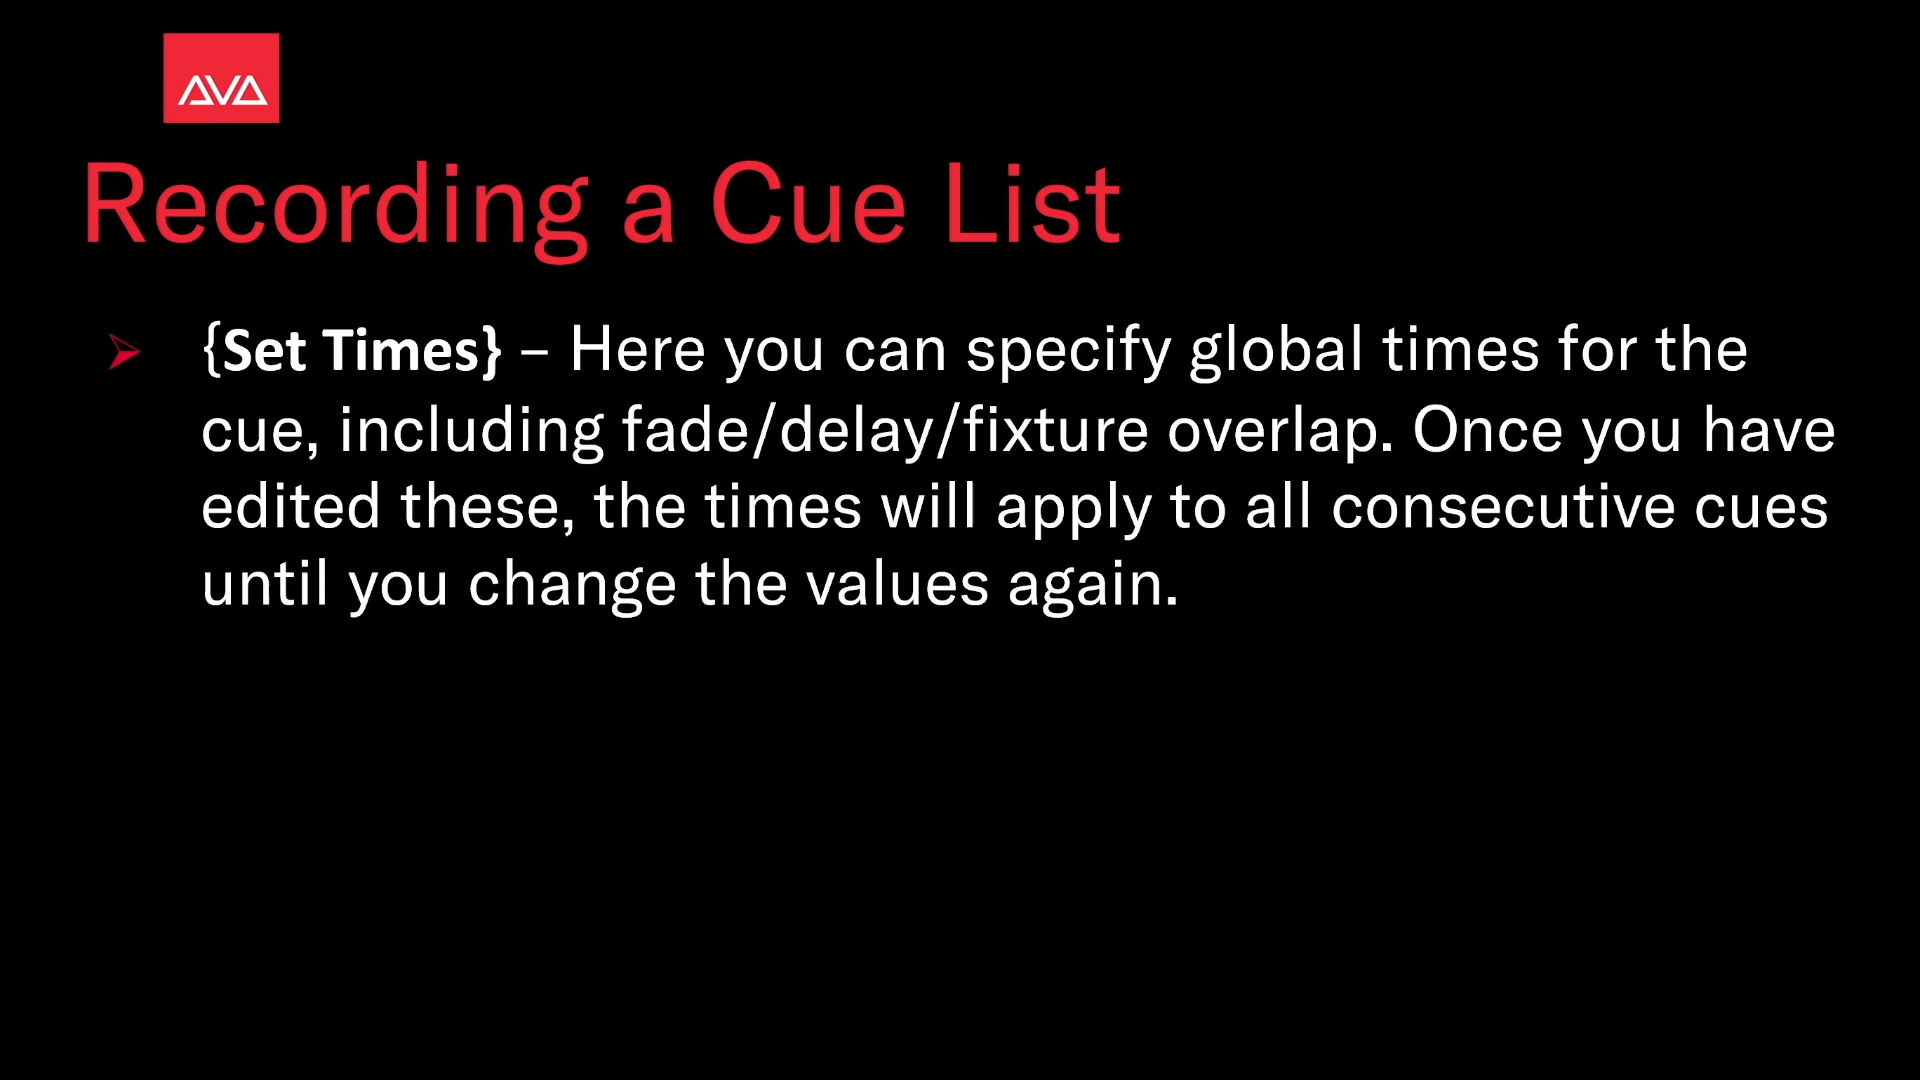 AVA
Recording a Cue List
{Set Times} – Here you can specify global times for the
cue, including fade/delay/fixture overlap. Once you have
edited these, the times will apply to all consecutive cues
until you change the values again.